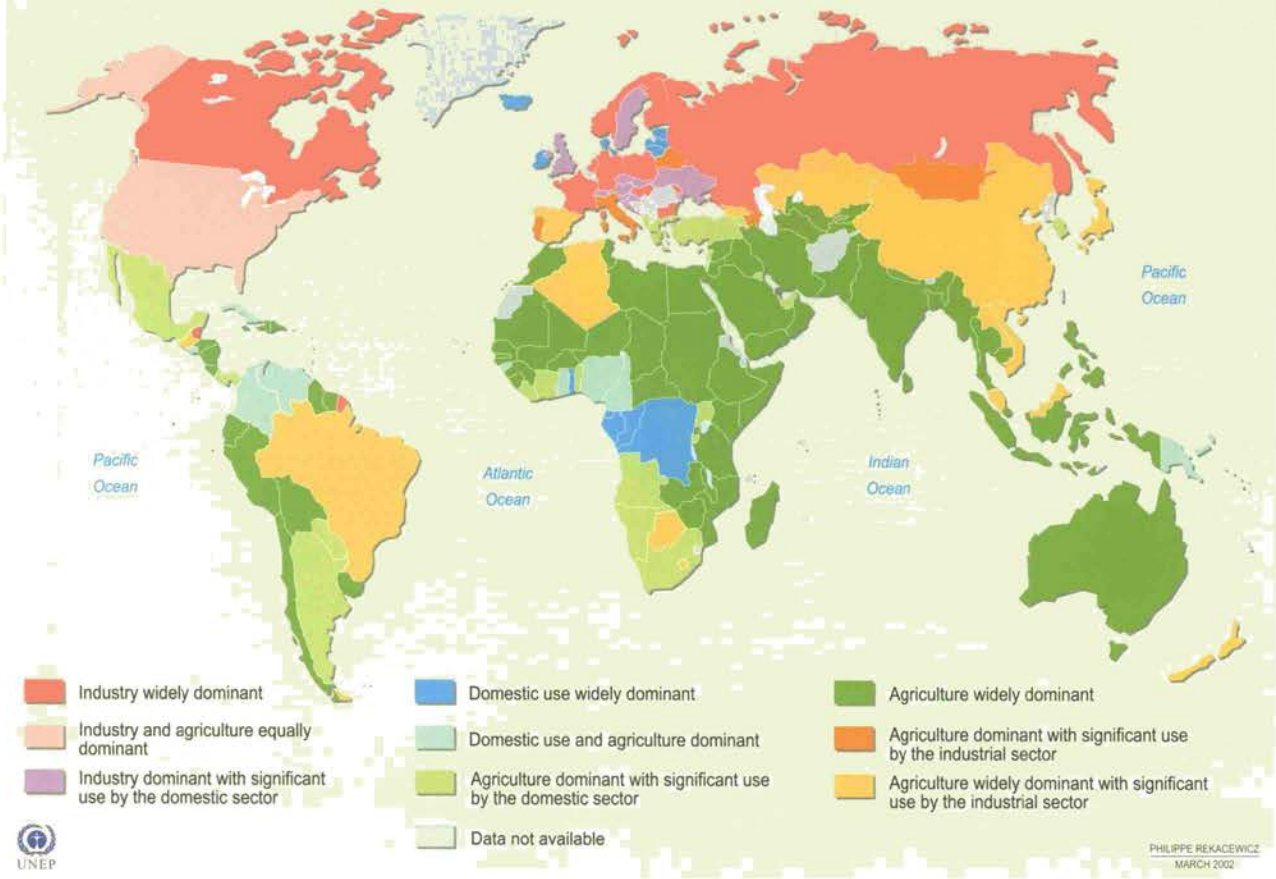 Pacific
Ocean
Pacific
Ocean
Atlantic
Ocean
Indian
Ocean
Industry widely dominant
Industry and agriculture equally
dominant
Industry dominant with significant
use by the domestic sector
Domestic use widely dominant
Domestic use and agriculture dominant
Agriculture dominant with significant use
by the domestic sector
Data not available
Agriculture widely dominant
Agriculture dominant with significant use
by the industrial sector
Agriculture widely dominant with significant
use by the industrial sector
UNEP
PHILIPPE REKACEWICZ
MARCH 2002